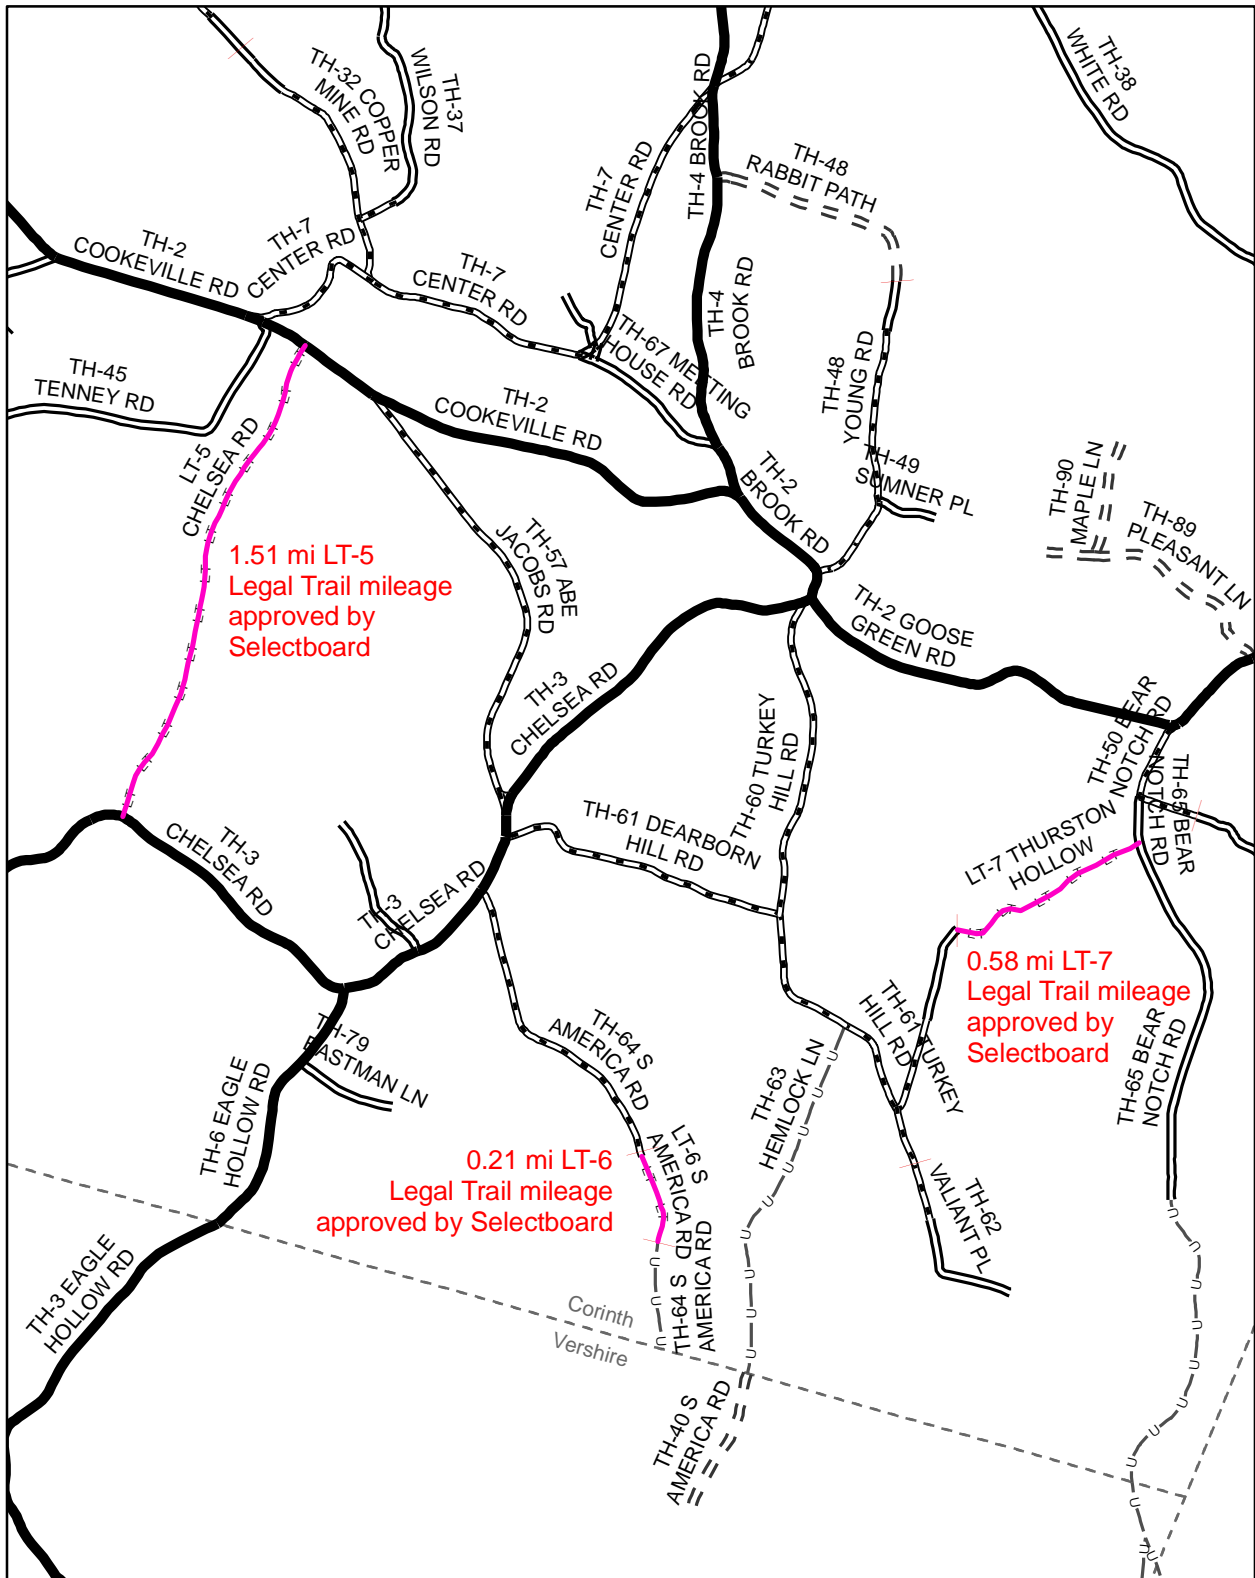 TH-32 COPPER
MINE RD
TH-37
WILSON RD
TH-4 BROOK RD
TH-38
WHITE RD
TH-48
RABBIT PATH
TH-7
CENTER RD
TH-2
COOKEVILLE RD
TH-7
CENTER RD
TH-7
CENTER RD
TH-4
BROOK RD
TH-67 MEETING
HOUSE RD
TH-48
YOUNG RD
TH-45
TENNEY RD
TH-2
COOKEVILLE RD
LT-5
CHELSEA RD
TH-2
BROOK RD
TH-49
SUMNER PL
TH-90
MAPLE LN
TH-89
PLEASANT LN
1.51 mi LT-5
Legal Trail mileage
approved by
Selectboard
TH-57 ABE
JACOBS RD
TH-2 GOOSE
GREEN RD
TH-3
CHELSEA RD
TH-60 TURKEY
HILL RD
TH-50 BEAR
NOTCH RD
TH-65 BEAR
NOTCH RD
TH-61 DEARBORN
HILL RD
LT-7 THURSTON
HOLLOW
TH-3
CHELSEA RD
TH-3
CHELSEA RD
0.58 mi LT-7
Legal Trail mileage
approved by
Selectboard
TH-61 TURKEY
HILL RD
TH-79
EASTMAN LN
TH-64 S
AMERICA RD
TH-63
HEMLOCK LN
TH-65 BEAR
NOTCH RD
TH-6 EAGLE
HOLLOW RD
0.21 mi LT-6
Legal Trail mileage
approved by Selectboard
LT-6 S
AMERICA RD
TH-62
VALIANT PL
TH-3 EAGLE
HOLLOW RD
TH-64 S
AMERICA RD
Corinth
Vershire
TH-40 S
AMERICA RD